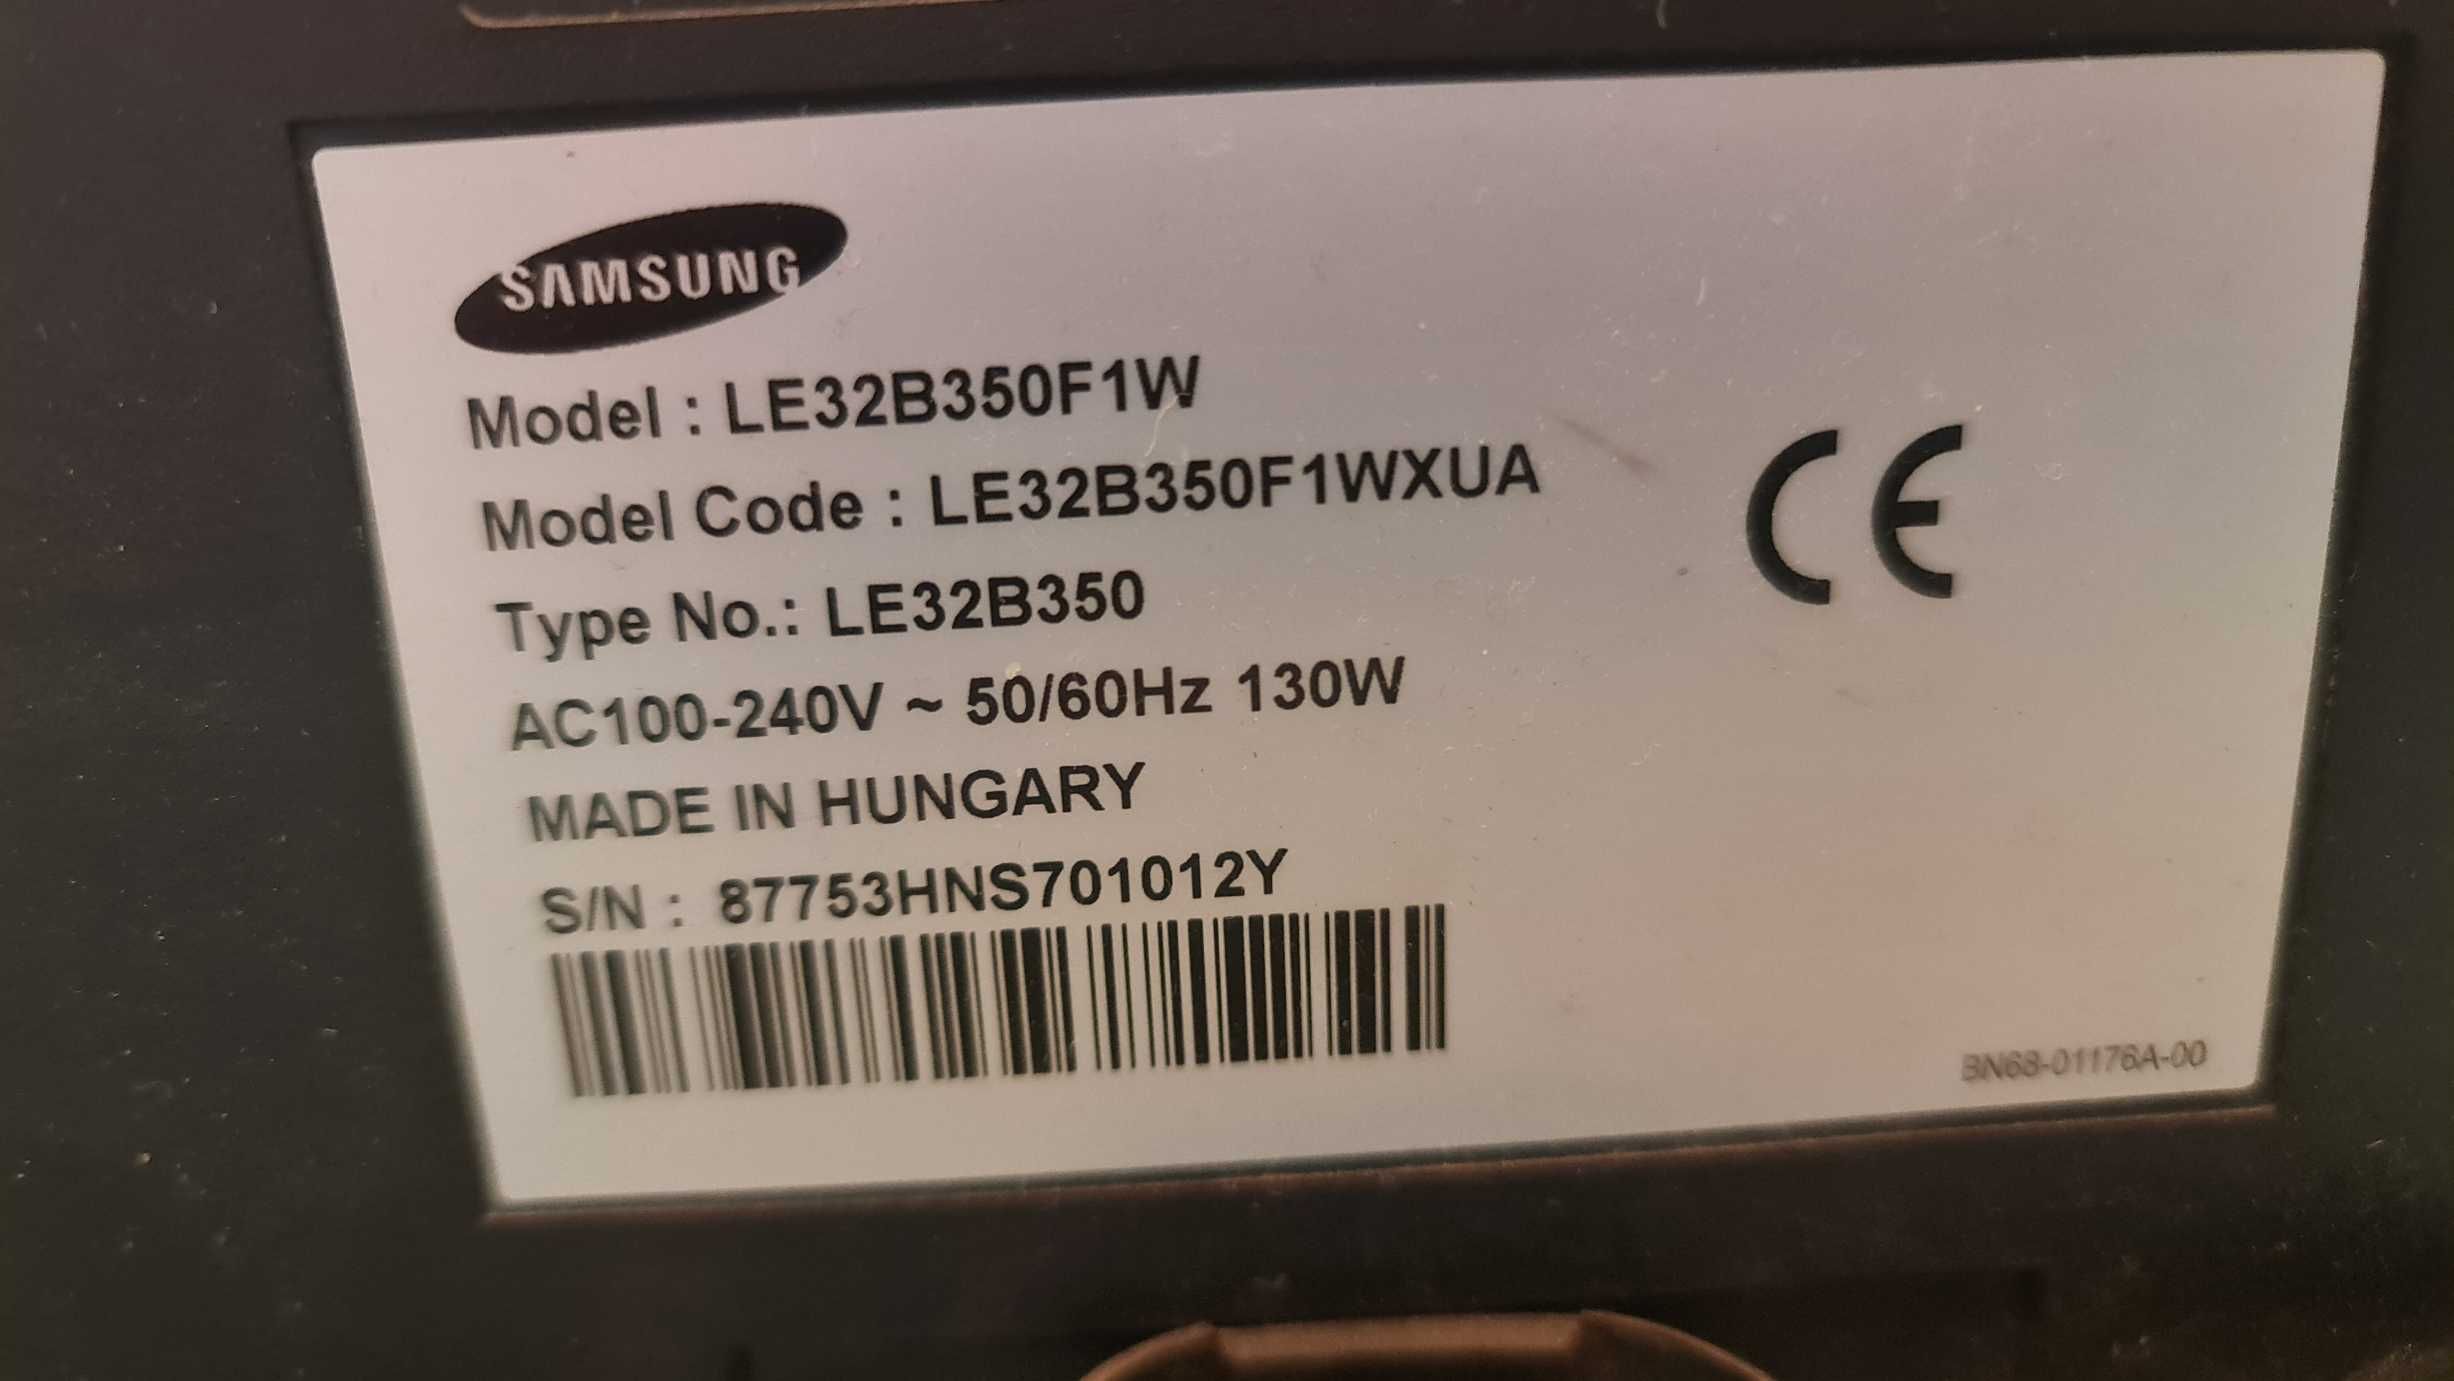 SAMSUNG
Model : LE32B350F1W
Model Code : LE32B350F1WXUA
Type No.: LE32B350
AC100-240V ~ 50/60Hz 130W
MADE IN HUNGARY
S/N : 87753HNS701012Y
CE
BN68-01176A-00